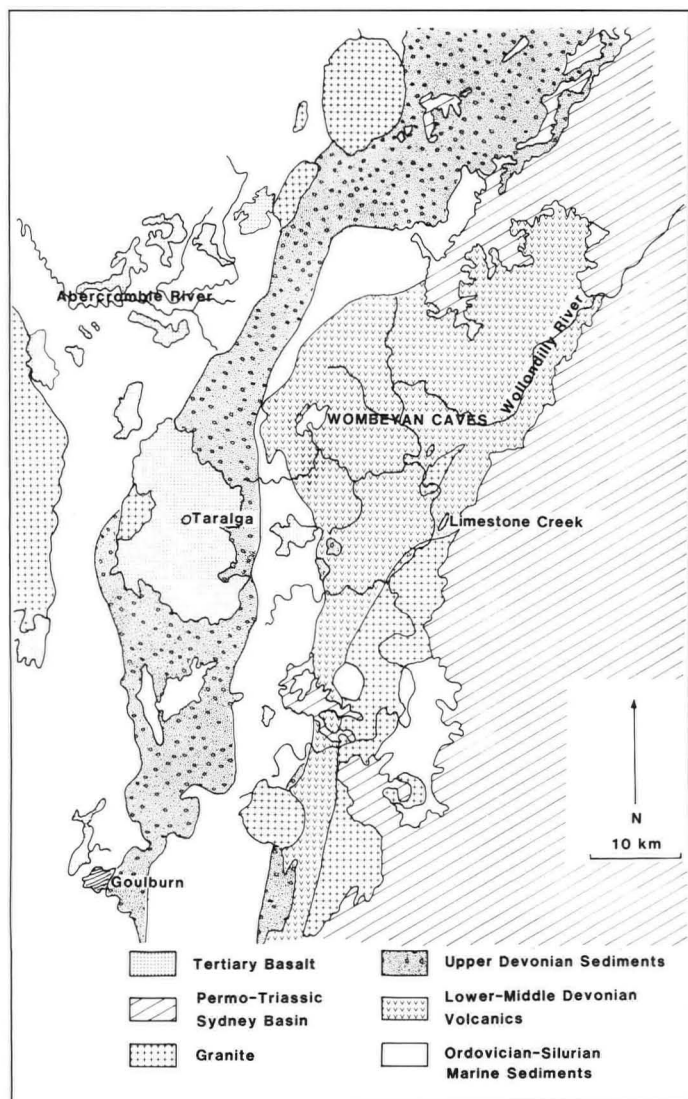 Abercrombie River
Wollondilly River
WOMBEYAN CAVES
Taralga
Limestone Creek
N
10 km
Goulburn
Tertiary Basalt
Permo-Triassic
Sydney Basin
Granite
Upper Devonian Sediments
Lower-Middle Devonian
Volcanics
Ordovician-Silurian
Marine Sediments